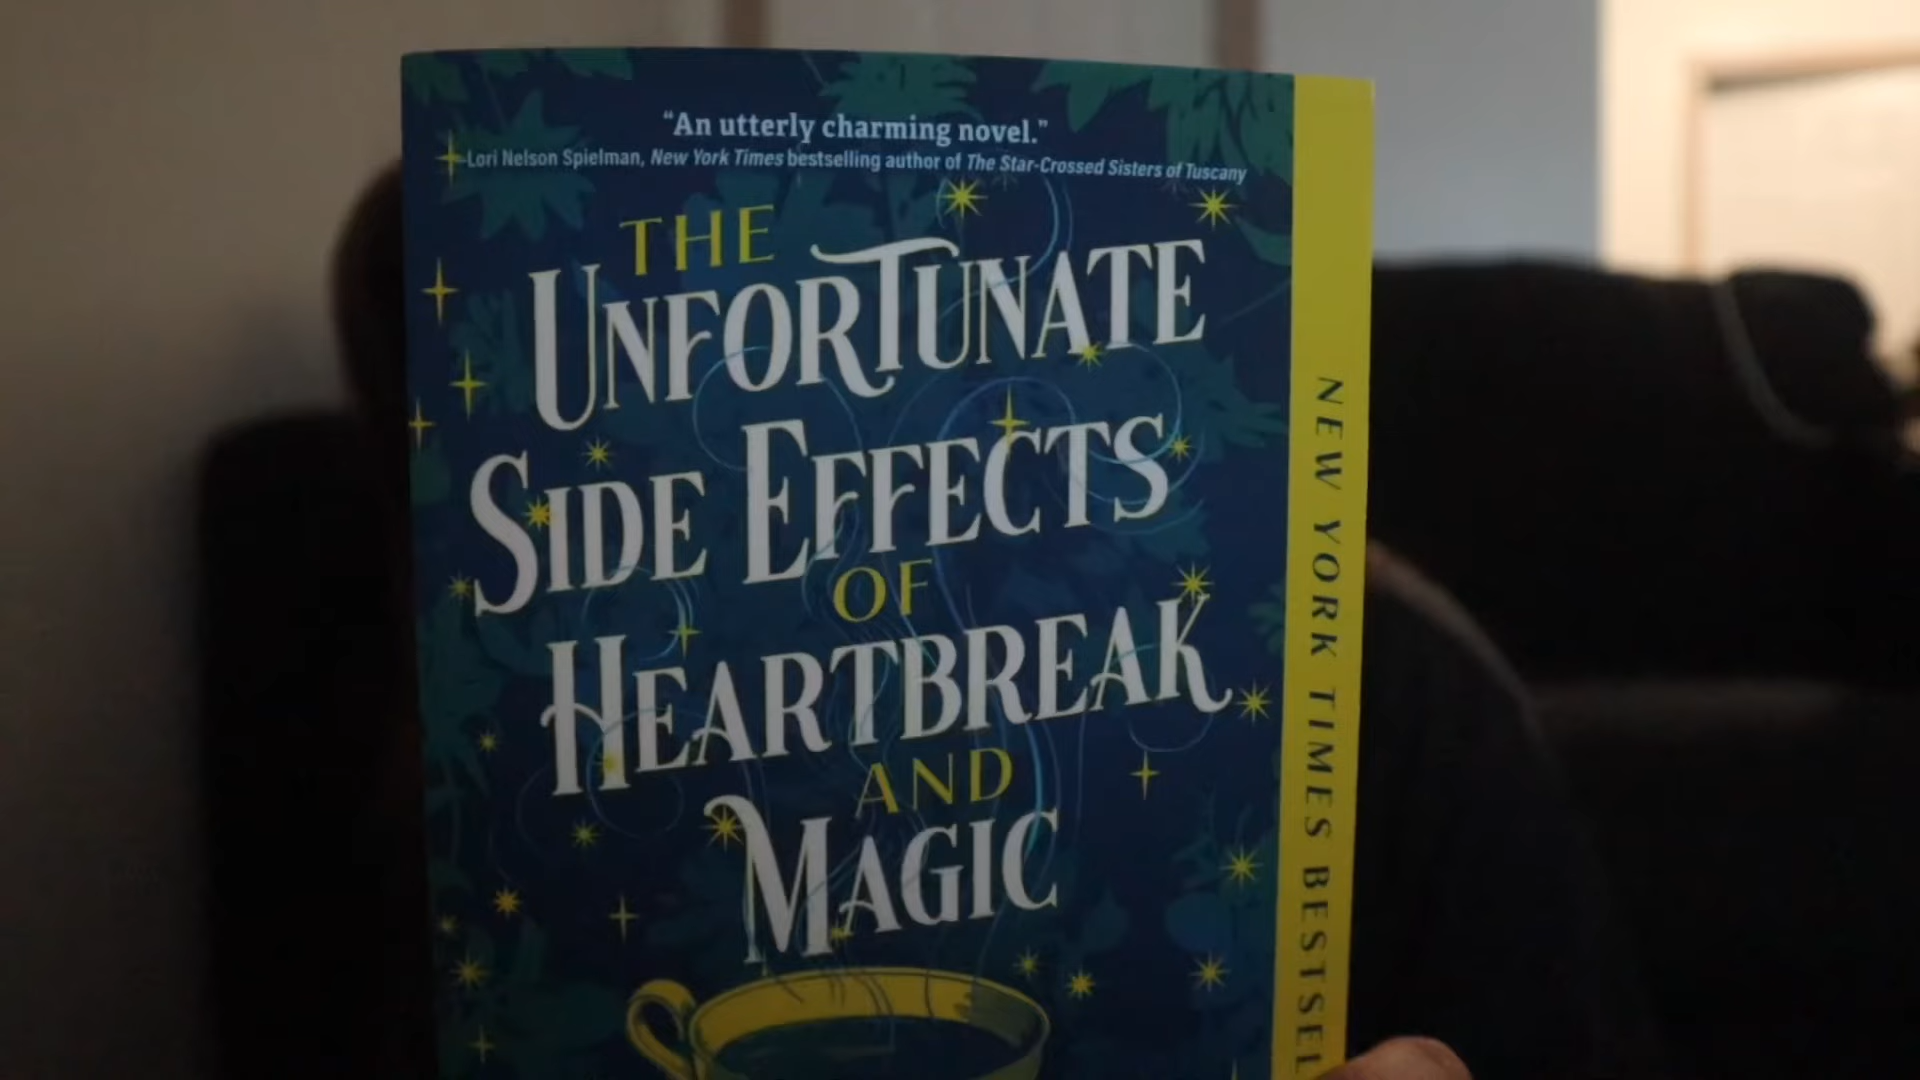 “An utterly charming novel.”
—Lori Nelson Spielman, New York Times bestselling author of The Star-Crossed Sisters of Tuscany
THE
UNFORTUNATE
SIDE EFFECTS
OF
HEARTBREAK
AND
MAGIC
NEW YORK TIMES BESTSEL